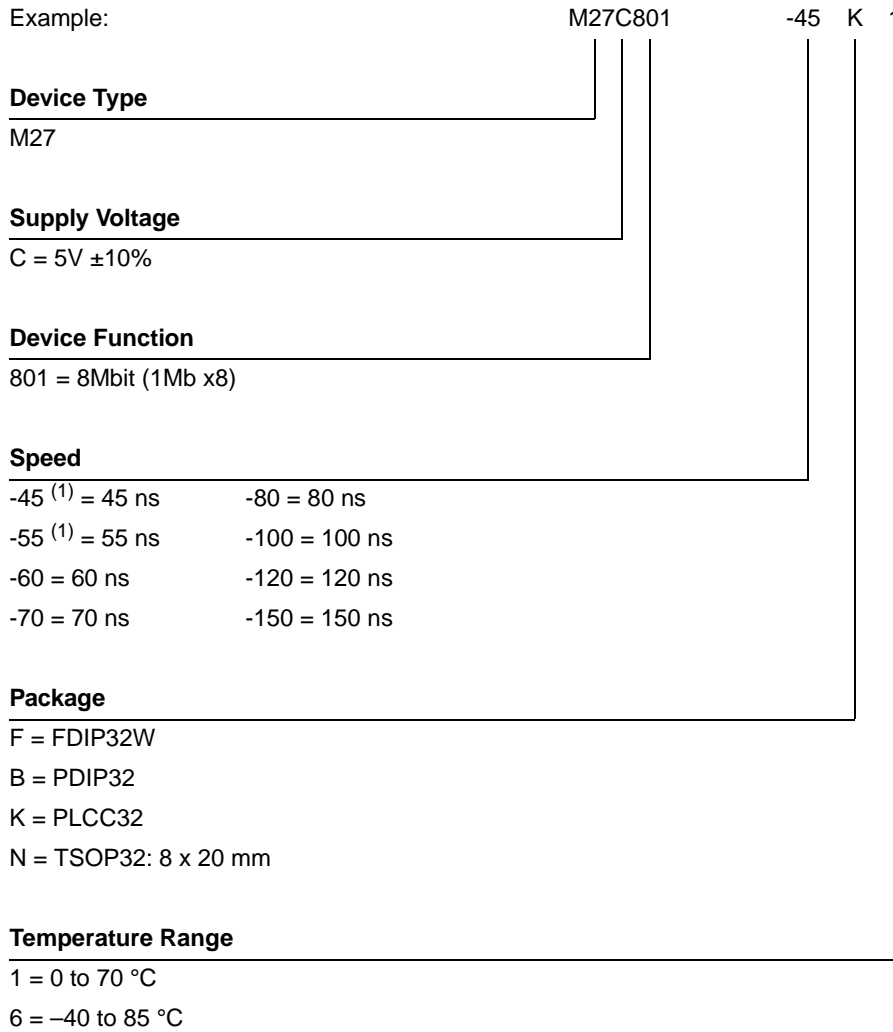 Example: M27C801 -45 K
Device Type
M27
Supply Voltage
C = 5V ±10%
Device Function
801 = 8Mbit (1Mb x8)
Speed
-45 (1) = 45 ns -80 = 80 ns
-55 (1) = 55 ns -100 = 100 ns
-60 = 60 ns -120 = 120 ns
-70 = 70 ns -150 = 150 ns
Package
F = FDIP32W
B = PDIP32
K = PLCC32
N = TSOP32: 8 x 20 mm
Temperature Range
1 = 0 to 70 °C
6 = –40 to 85 °C